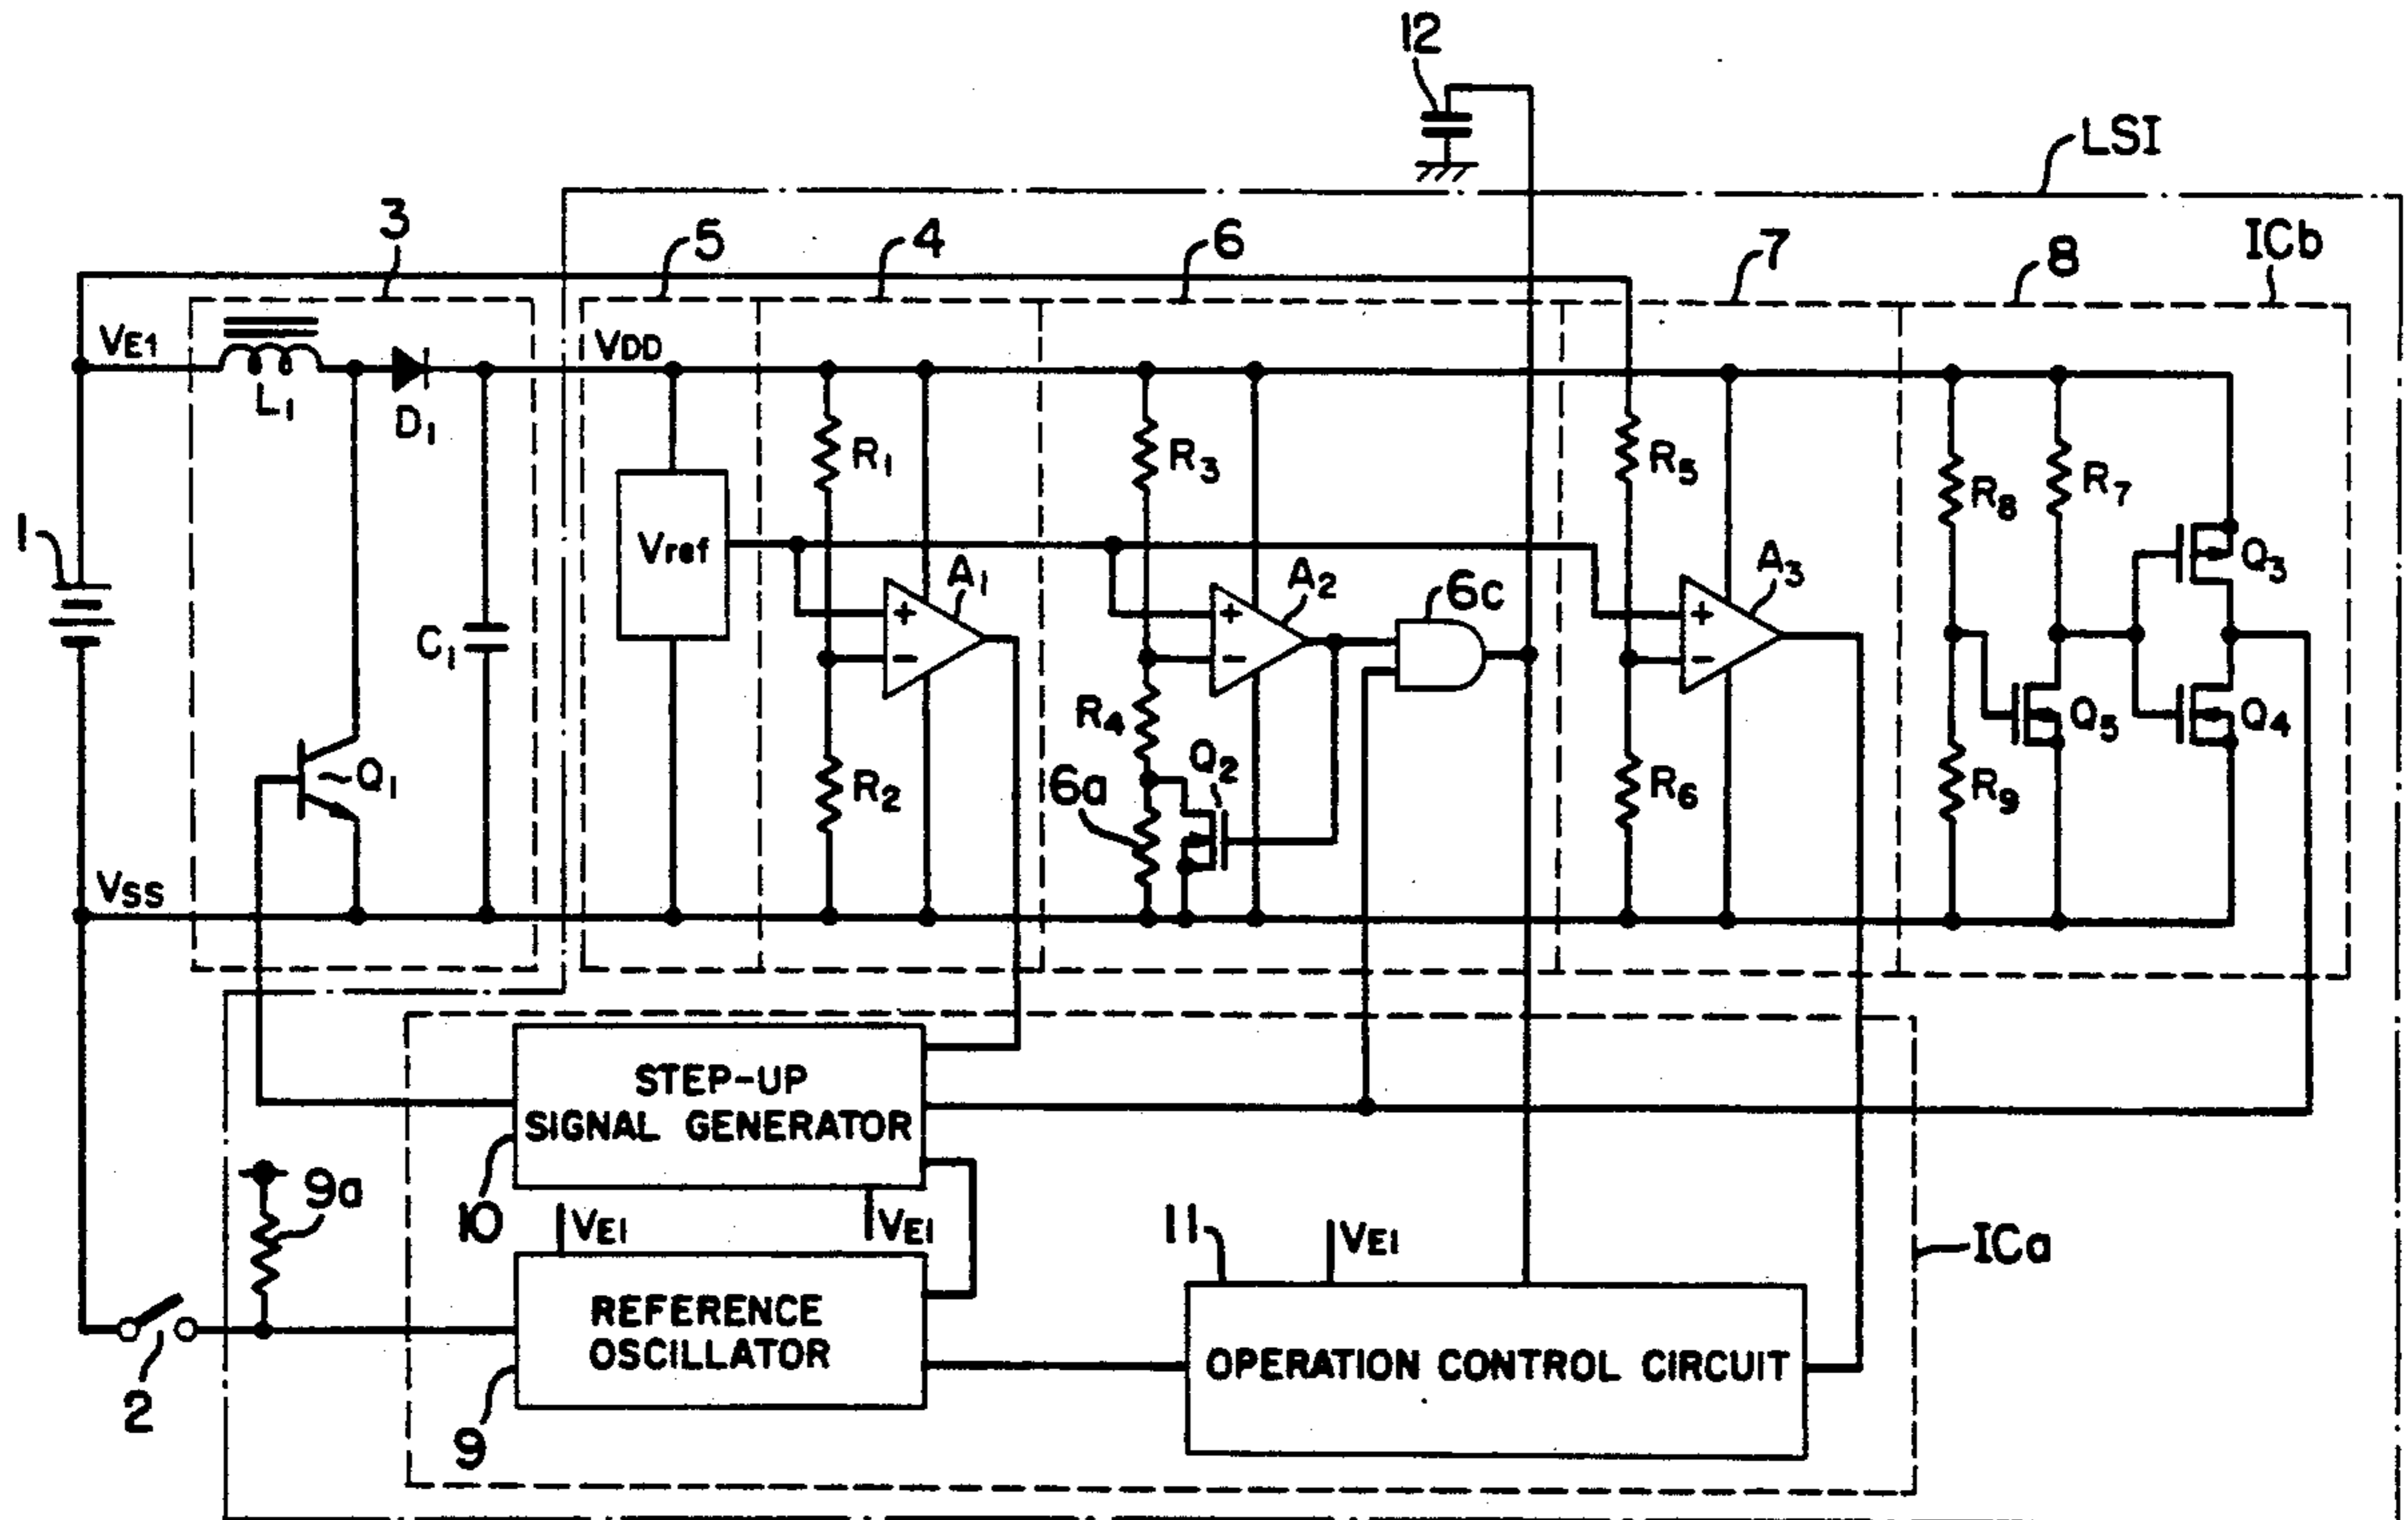 12
LSI
3
5
4
6
7
8
ICb
VE1
L1
D1
VDD
R1
R3
R5
R8
R7
1
Vref
A1
A2
6c
A3
Q3
+
+
+
C1
-
-
-
R4
Q5
Q4
Q1
R2
6a
Q2
R6
R9
VSS
STEP-UP
SIGNAL GENERATOR
9a
10
VE1
VE1
11
VE1
ICa
REFERENCE
OSCILLATOR
OPERATION CONTROL CIRCUIT
2
9